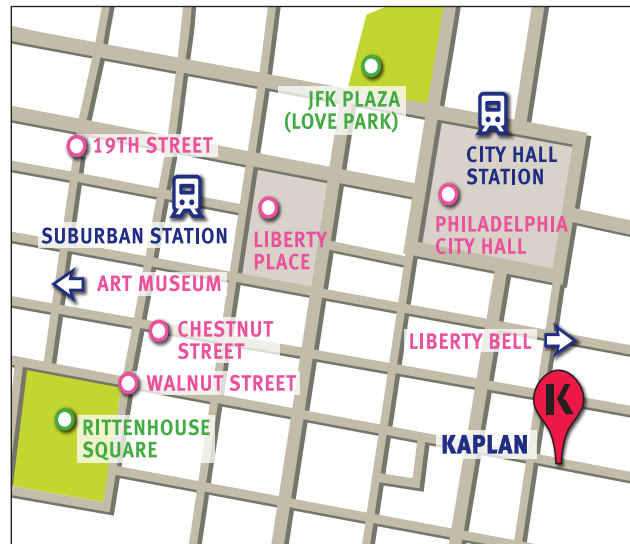 JFK PLAZA
(LOVE PARK)
19TH STREET
CITY HALL
STATION
SUBURBAN STATION
LIBERTY
PLACE
PHILADELPHIA
CITY HALL
ART MUSEUM
CHESTNUT
STREET
LIBERTY BELL
WALNUT STREET
K
RITTENHOUSE
SQUARE
KAPLAN